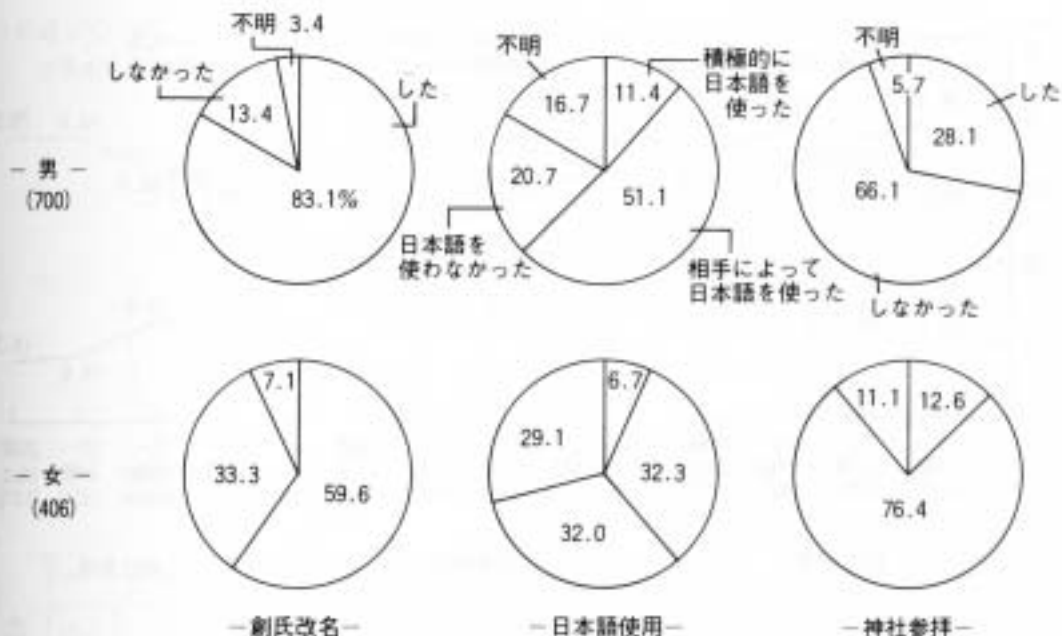 不明 3.4
しなかった
13.4
した
83.1%
－ 男 －
(700)
不明
16.7
11.4
積極的に
日本語を
使った
20.7
51.1
日本語を
使わなかった
相手によって
日本語を使った
不明
5.7
した
28.1
66.1
しなかった
－ 女 －
(406)
7.1
33.3
59.6
6.7
29.1
32.3
32.0
11.1
12.6
76.4
－創氏改名－
－日本語使用－
－神社参拝－